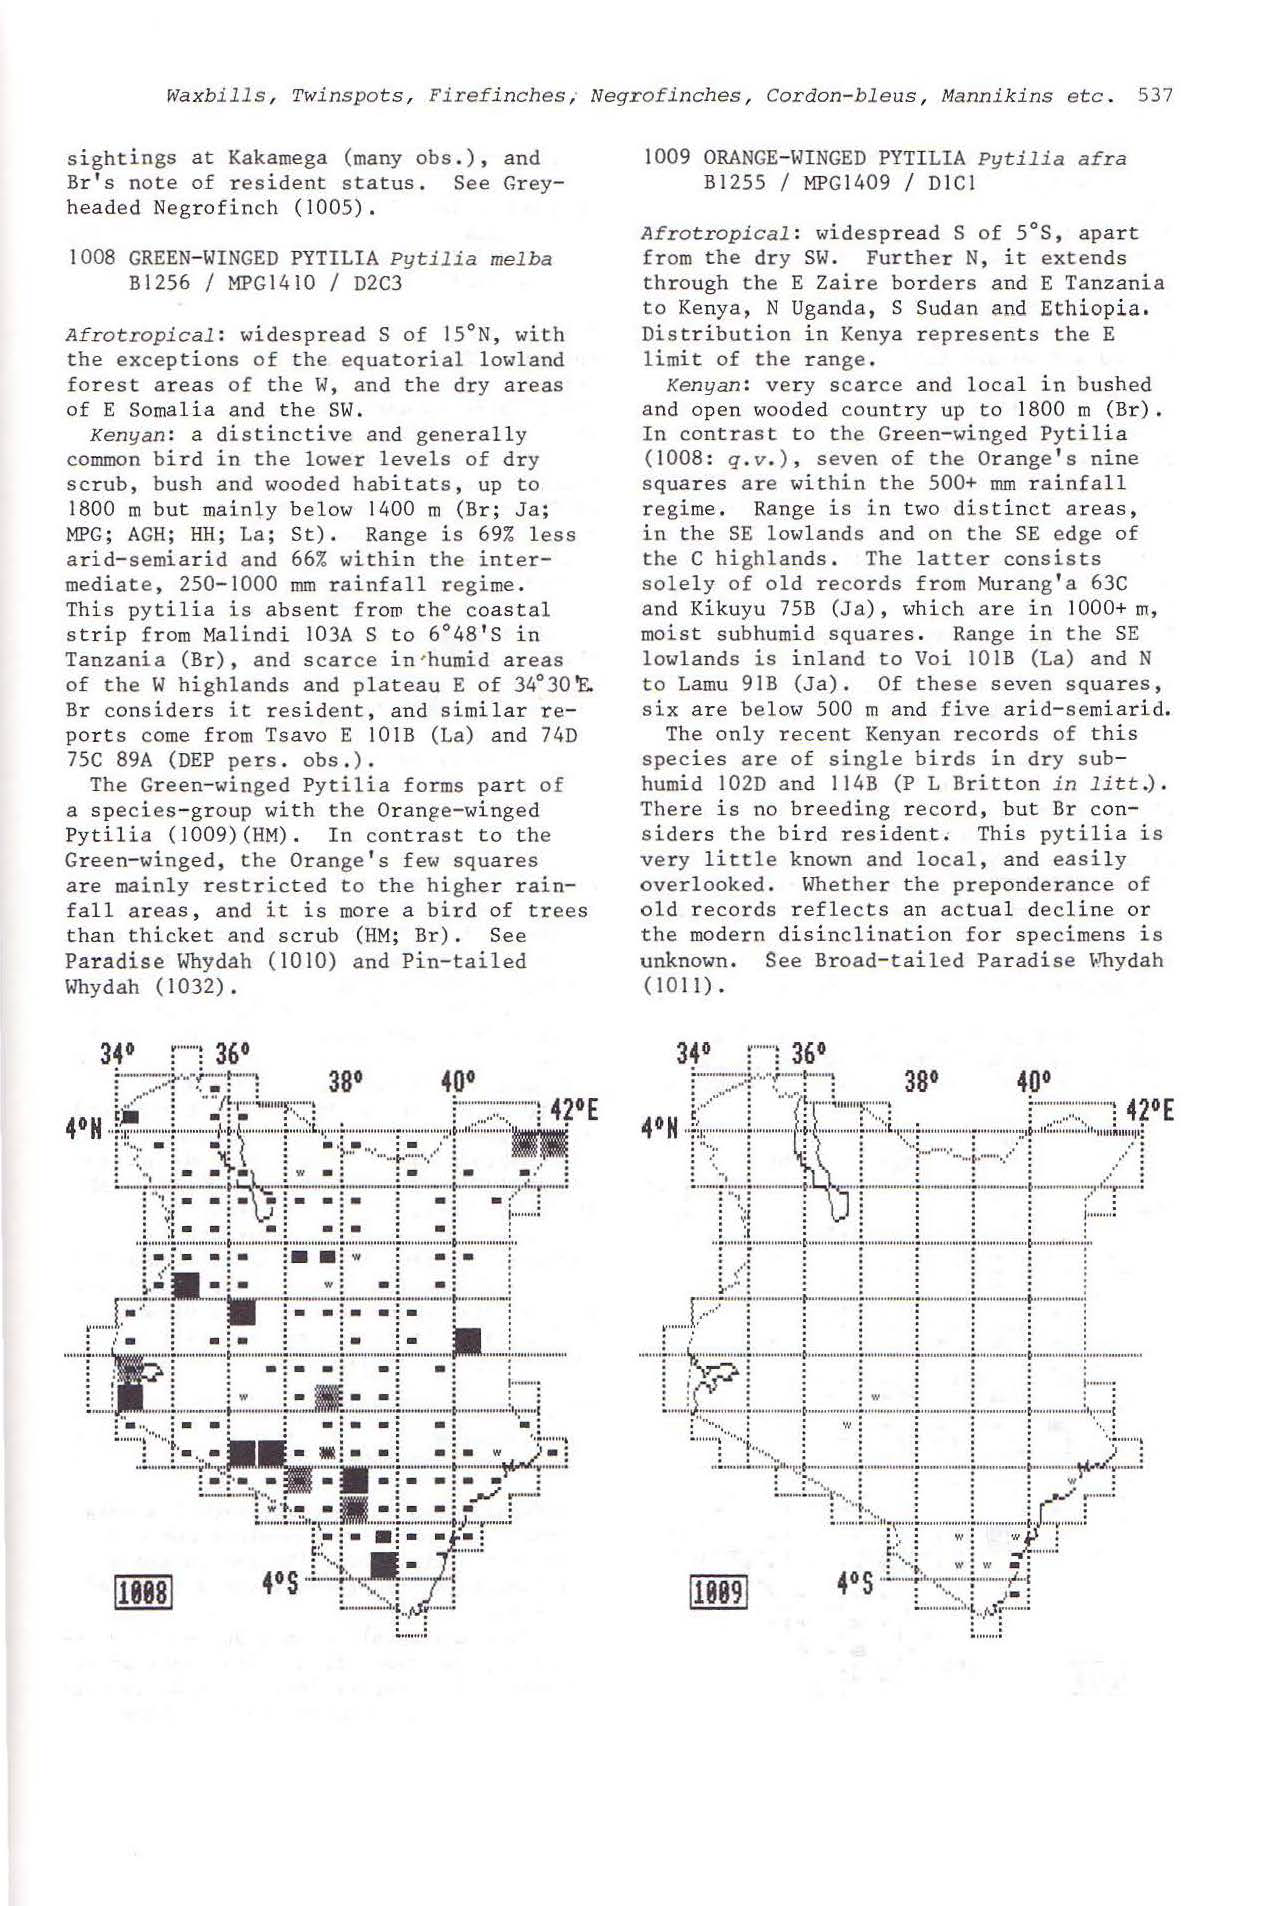 Waxbills, Twinspots, Firefinches, Negrofinches, Cordon-bleus, Mannikins etc. 537
sightings at Kakamega (many obs.), and
Br's note of resident status. See Grey-
headed Negrofinch (1005).
1008 GREEN-WINGED PYTILIA Pytilia melba
B1256 / MPG1410 / D2C3
Afrotropical: widespread S of 15°N, with
the exceptions of the equatorial lowland
forest areas of the W, and the dry areas
of E Somalia and the SW.
Kenyan: a distinctive and generally
common bird in the lower levels of dry
scrub, bush and wooded habitats, up to
1800 m but mainly below 1400 m (Br; Ja;
MPG; AGH; HH; La; St). Range is 69% less
arid-semiarid and 66% within the inter-
mediate, 250-1000 mm rainfall regime.
This pytilia is absent from the coastal
strip from Malindi 103A S to 6°48'S in
Tanzania (Br), and scarce in humid areas
of the W highlands and plateau E of 34°30'E.
Br considers it resident, and similar re-
ports come from Tsavo E 101B (La) and 74D
75C 89A (DEP pers. obs.).
The Green-winged Pytilia forms part of
a species-group with the Orange-winged
Pytilia (1009)(HM). In contrast to the
Green-winged, the Orange's few squares
are mainly restricted to the higher rain-
fall areas, and it is more a bird of trees
than thicket and scrub (HM; Br). See
Paradise Whydah (1010) and Pin-tailed
Whydah (1032).
34° 36°
38° 40°
42°E
4°N
4°S
1008
1009 ORANGE-WINGED PYTILIA Pytilia afra
B1255 / MPG1409 / D1C1
Afrotropical: widespread S of 5°S, apart
from the dry SW. Further N, it extends
through the E Zaire borders and E Tanzania
to Kenya, N Uganda, S Sudan and Ethiopia.
Distribution in Kenya represents the E
limit of the range.
Kenyan: very scarce and local in bushed
and open wooded country up to 1800 m (Br).
In contrast to the Green-winged Pytilia
(1008: q.v.), seven of the Orange's nine
squares are within the 500+ mm rainfall
regime. Range is in two distinct areas,
in the SE lowlands and on the SE edge of
the C highlands. The latter consists
solely of old records from Murang'a 63C
and Kikuyu 75B (Ja), which are in 1000+ m,
moist subhumid squares. Range in the SE
lowlands is inland to Voi 101B (La) and N
to Lamu 91B (Ja). Of these seven squares,
six are below 500 m and five arid-semiarid.
The only recent Kenyan records of this
species are of single birds in dry sub-
humid 102D and 114B (P L Britton in litt.).
There is no breeding record, but Br con-
siders the bird resident. This pytilia is
very little known and local, and easily
overlooked. Whether the preponderance of
old records reflects an actual decline or
the modern disinclination for specimens is
unknown. See Broad-tailed Paradise Whydah
(1011).
34° 36°
38° 40°
42°E
4°N
4°S
1009